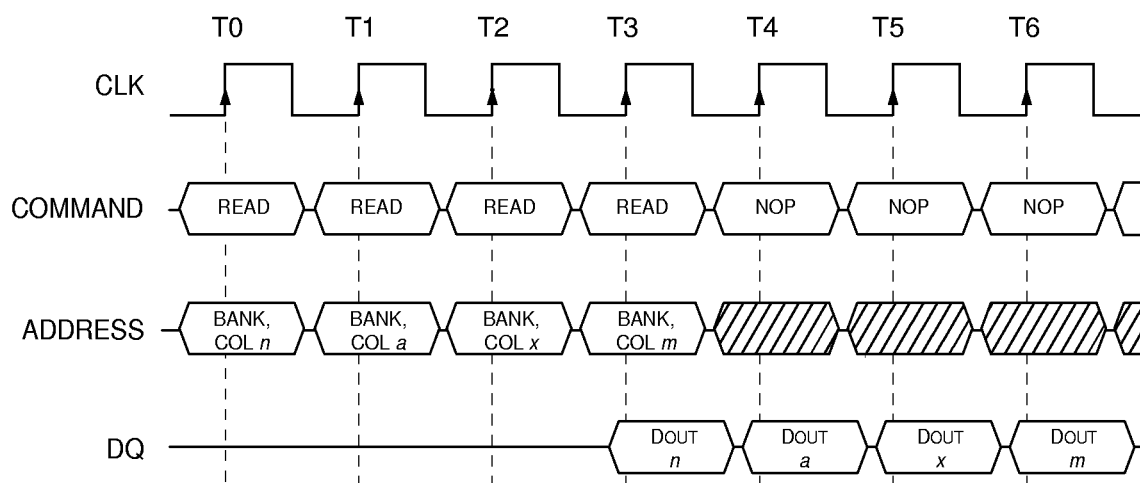 T0 T1 T2 T3 T4 T5 T6
CLK
COMMAND READ READ READ READ NOP NOP NOP
ADDRESS
BANK, BANK, BANK, BANK,
COL n COL a COL x COL m
DQ
DOUT DOUT DOUT DOUT
n a x m